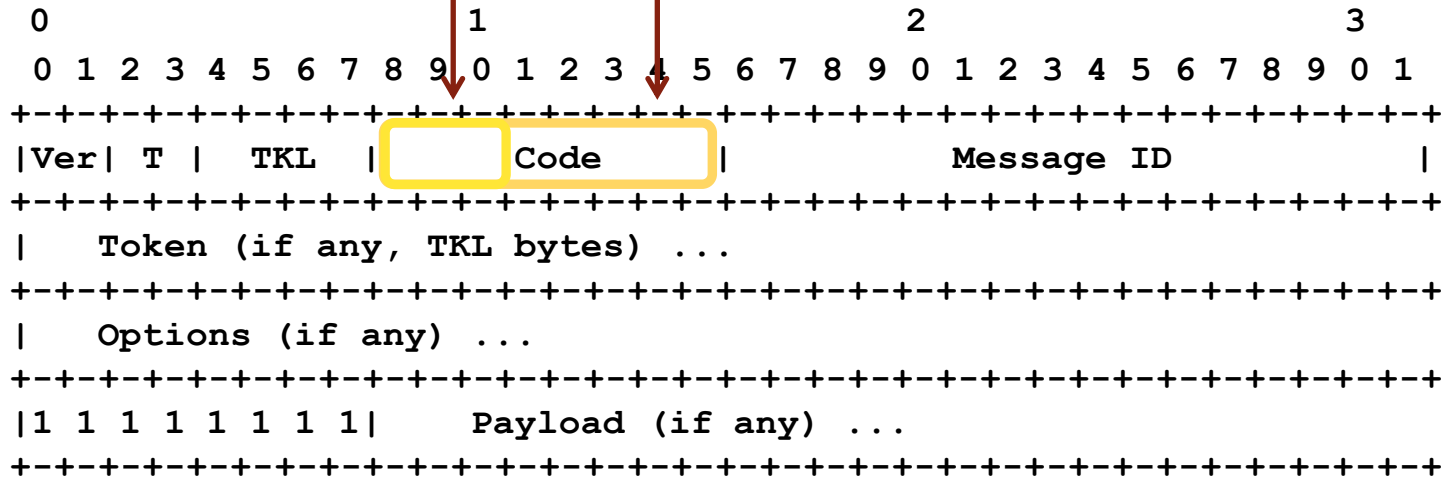 0                   1                   2                   3
 0 1 2 3 4 5 6 7 8 9 0 1 2 3 4 5 6 7 8 9 0 1 2 3 4 5 6 7 8 9 0 1
+-+-+-+-+-+-+-+-+-+-+-+-+-+-+-+-+-+-+-+-+-+-+-+-+-+-+-+-+-+-+-+-+
|Ver| T |  TKL  |      Code     |          Message ID           |
+-+-+-+-+-+-+-+-+-+-+-+-+-+-+-+-+-+-+-+-+-+-+-+-+-+-+-+-+-+-+-+-+
|   Token (if any, TKL bytes) ...
+-+-+-+-+-+-+-+-+-+-+-+-+-+-+-+-+-+-+-+-+-+-+-+-+-+-+-+-+-+-+-+-+
|   Options (if any) ...
+-+-+-+-+-+-+-+-+-+-+-+-+-+-+-+-+-+-+-+-+-+-+-+-+-+-+-+-+-+-+-+-+
|1 1 1 1 1 1 1 1|    Payload (if any) ...
+-+-+-+-+-+-+-+-+-+-+-+-+-+-+-+-+-+-+-+-+-+-+-+-+-+-+-+-+-+-+-+-+